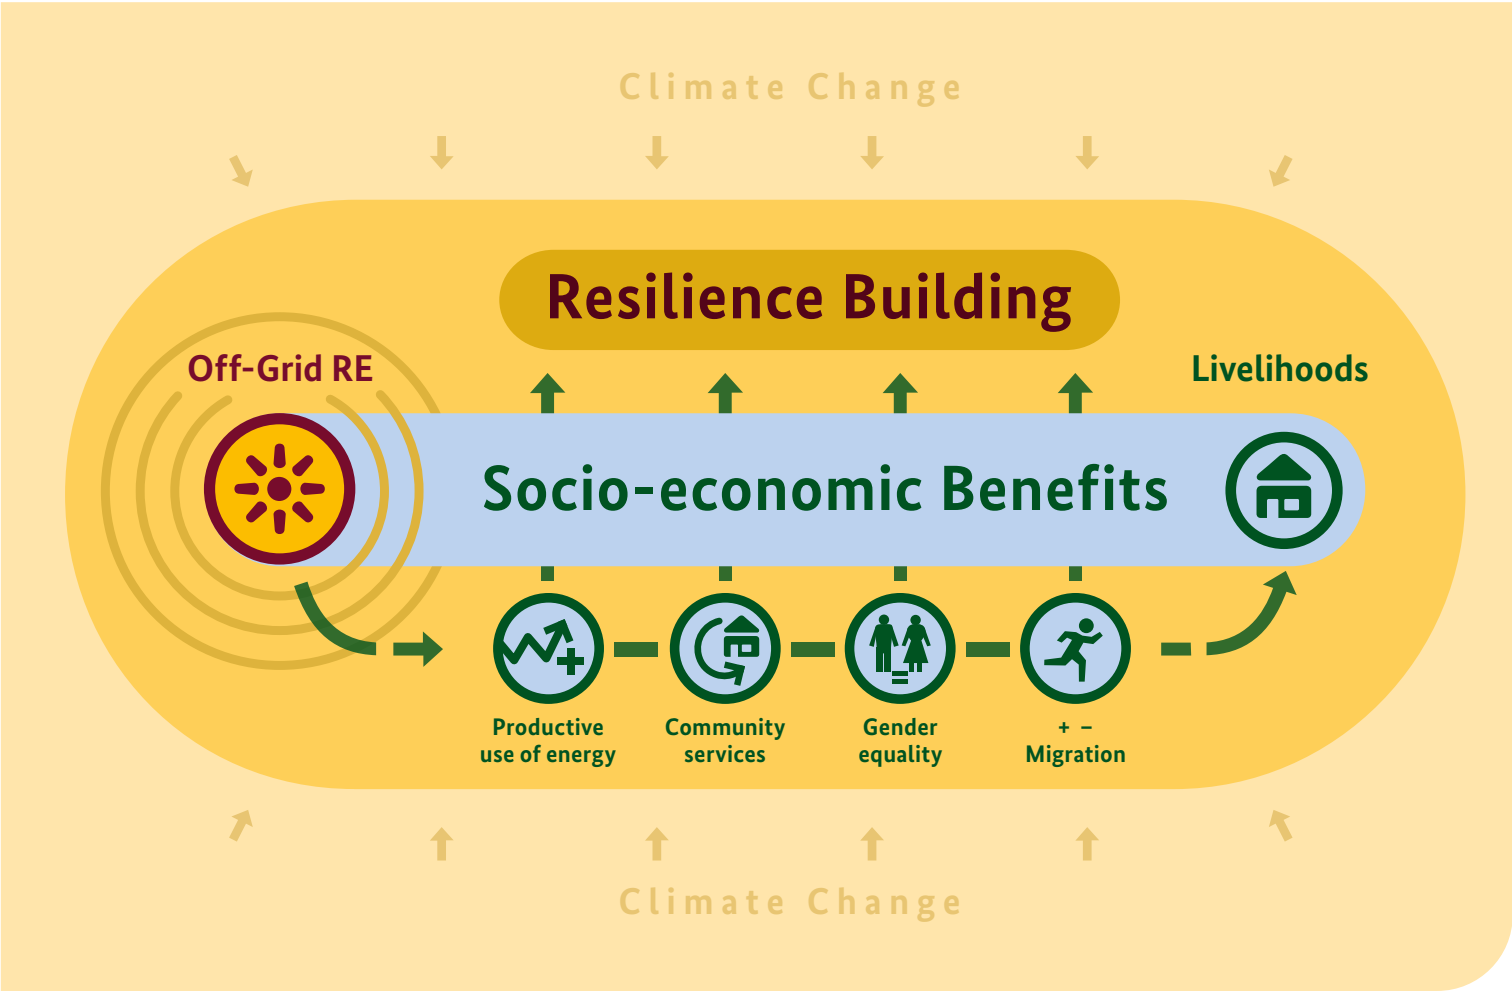 Climate Change
Resilience Building
Off-Grid RE
Livelihoods
Socio-economic Benefits
Productive
use of energy
Community
services
Gender
equality
+ –
Migration
Climate Change